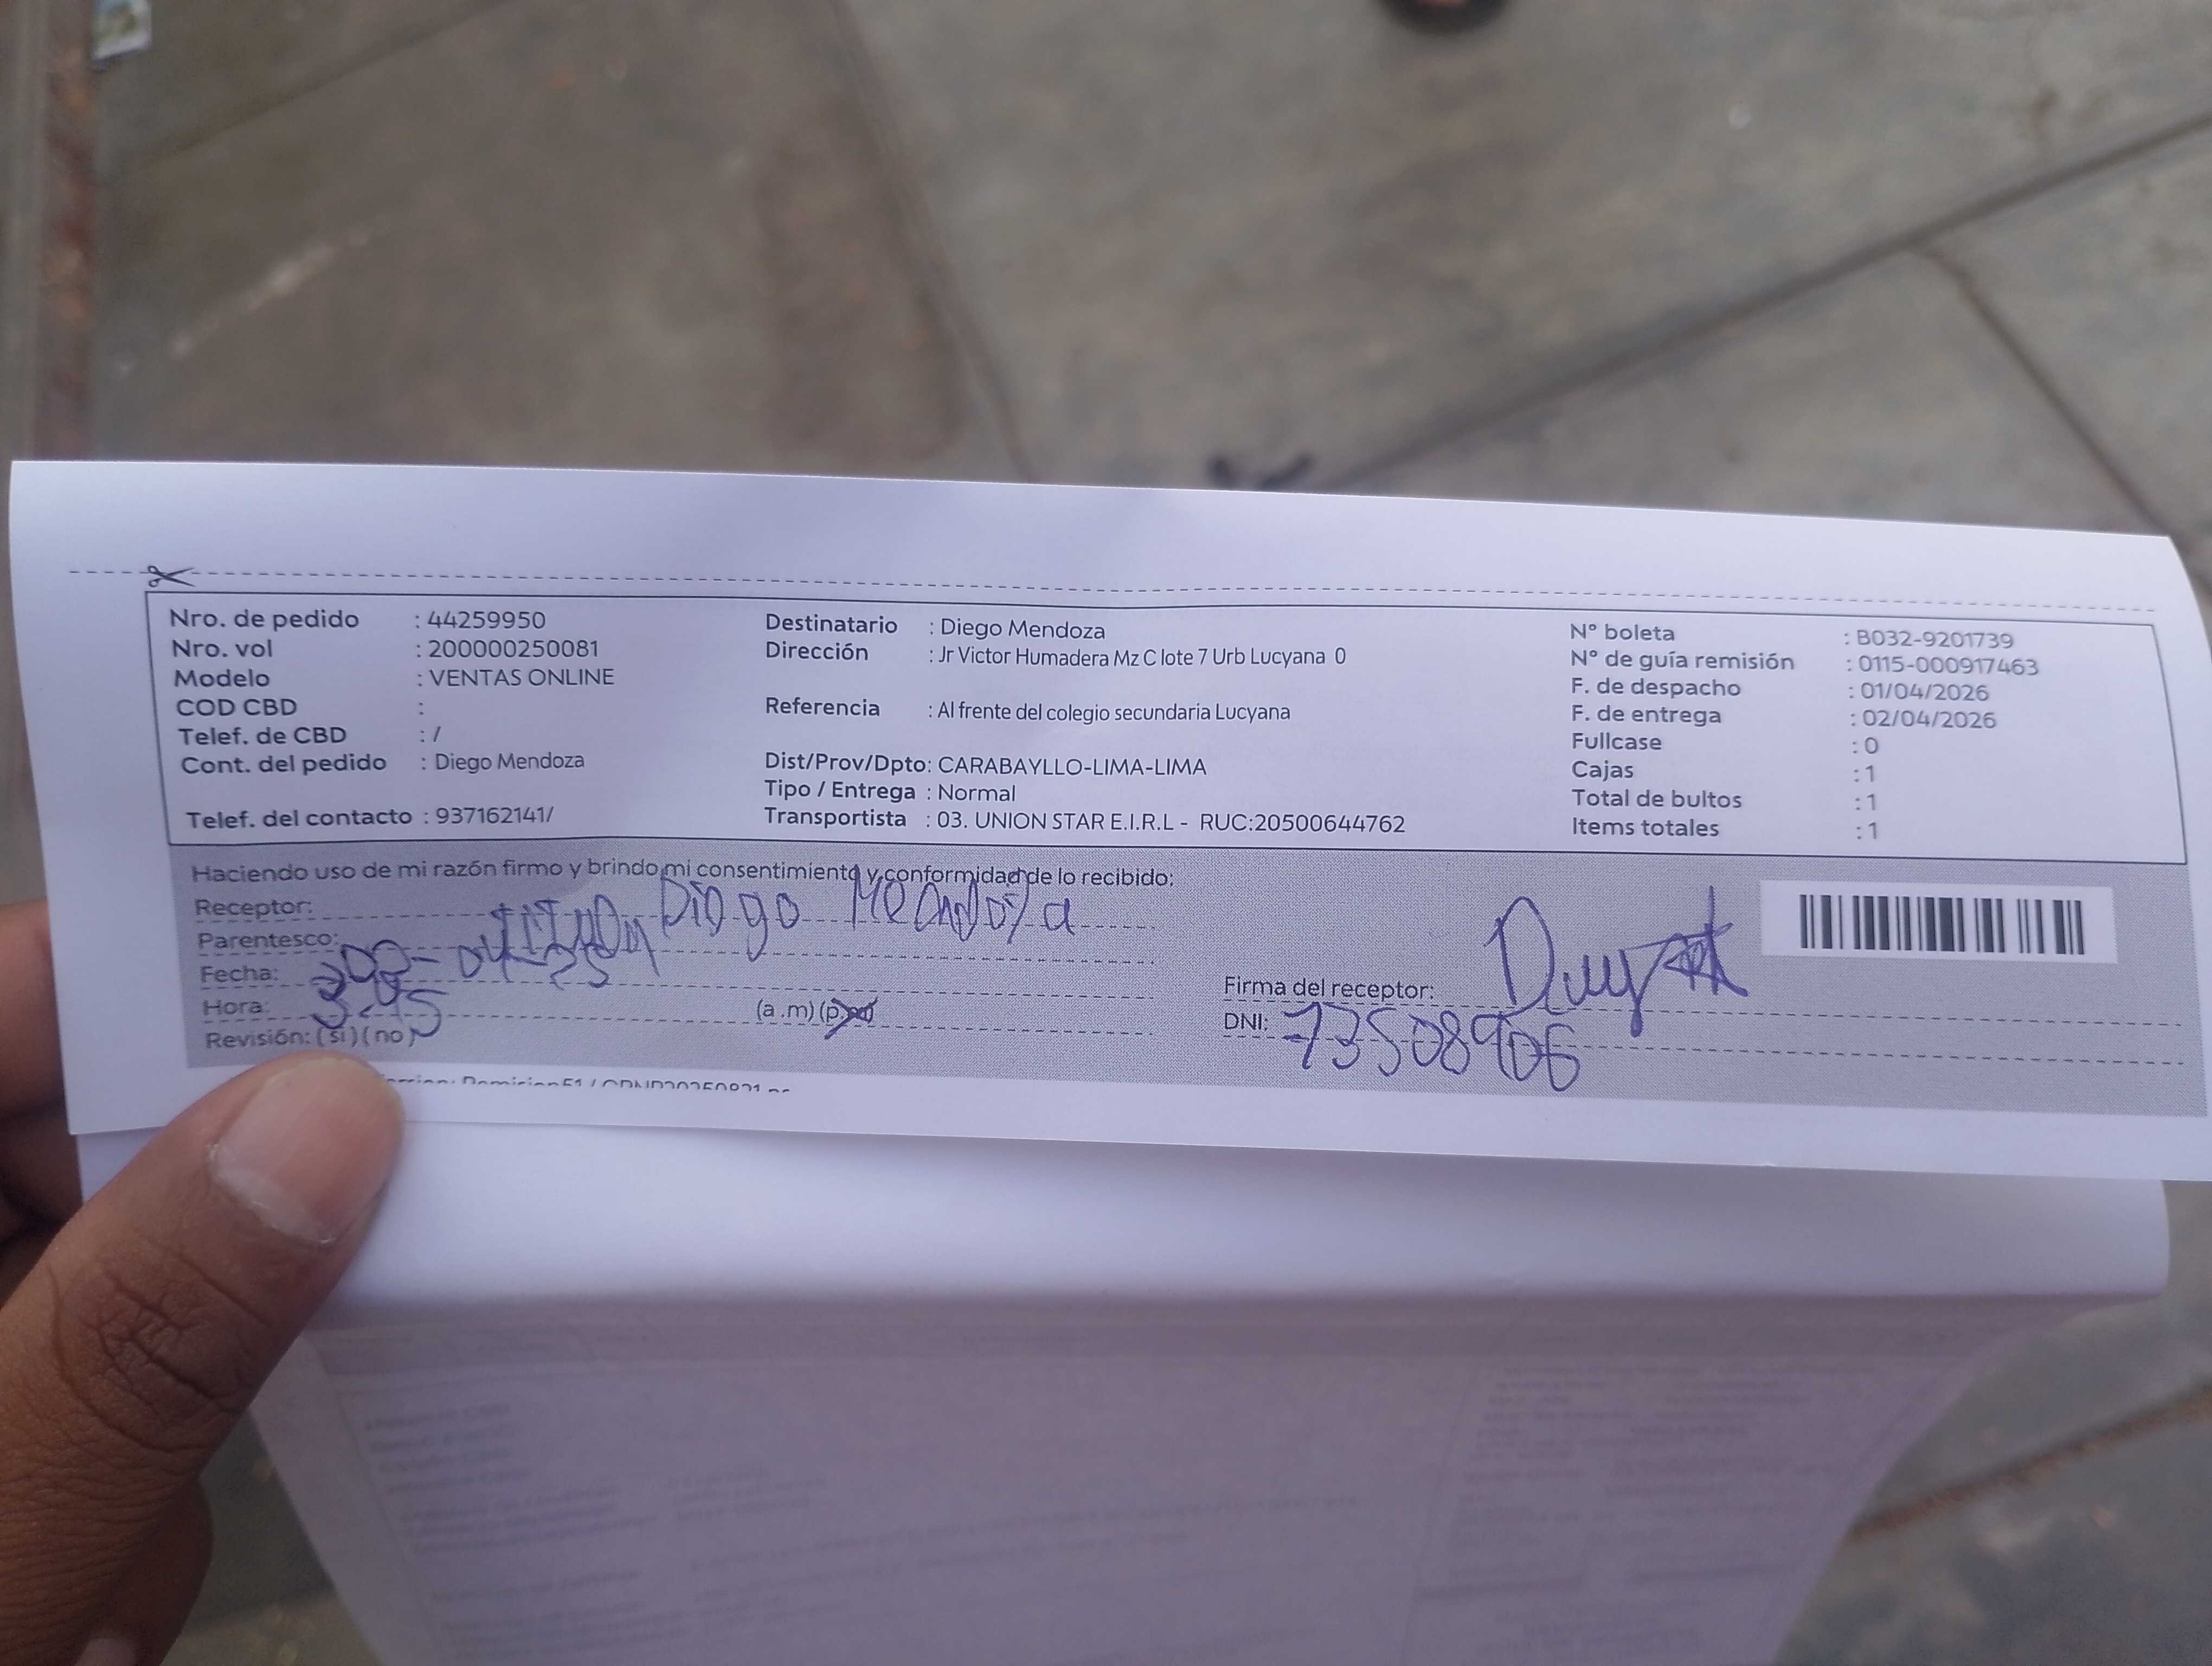 Nro. de pedido : 44259950
Nro. vol : 200000250081
Modelo : VENTAS ONLINE
COD CBD :
Telef. de CBD : /
Cont. del pedido : Diego Mendoza
Telef. del contacto : 937162141/
Destinatario : Diego Mendoza
Dirección : Jr Victor Humadera Mz C lote 7 Urb Lucyana 0
Referencia : Al frente del colegio secundaria Lucyana
Dist/Prov/Dpto: CARABAYLLO-LIMA-LIMA
Tipo / Entrega : Normal
Transportista : 03. UNION STAR E.I.R.L - RUC:20500644762
N° boleta : B032-9201739
N° de guía remisión : 0115-000917463
F. de despacho : 01/04/2026
F. de entrega : 02/04/2026
Fullcase : 0
Cajas : 1
Total de bultos : 1
Items totales : 1
Haciendo uso de mi razón firmo y brindo mi consentimiento y conformidad de lo recibido:
Receptor:
Parentesco:
Fecha:
Hora:
(a .m) (p
Revisión: ( si ) ( no )
Firma del receptor:
DNI: 73508906